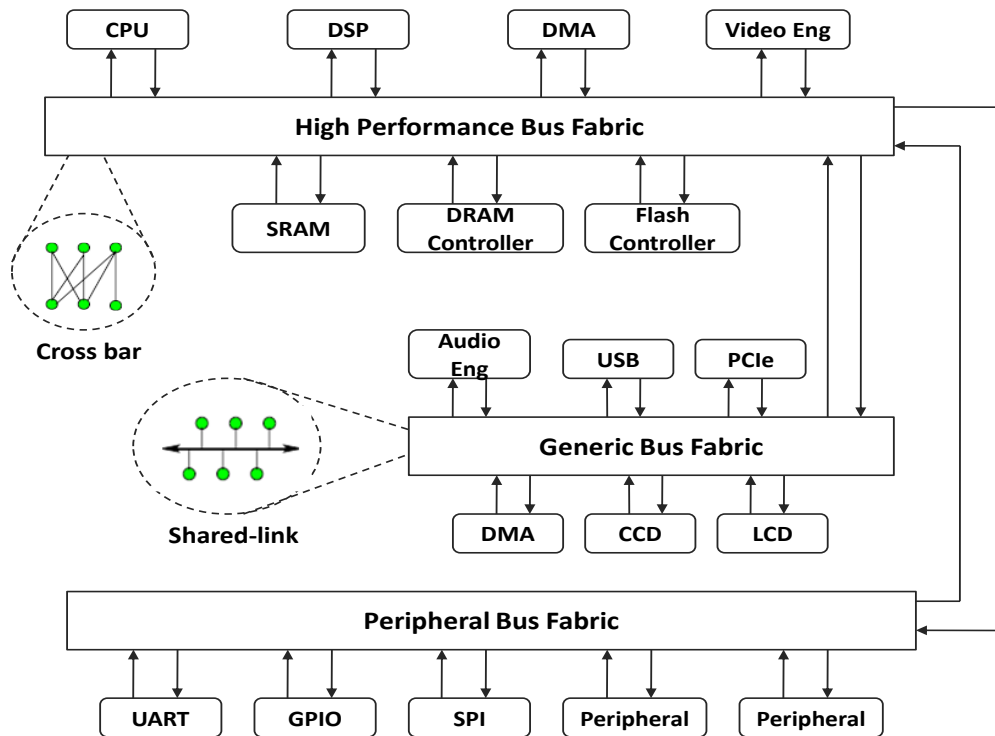 CPU
DSP
DMA
Video Eng
High Performance Bus Fabric
SRAM
DRAM
Controller
Flash
Controller
Cross bar
Audio
Eng
USB
PCIe
Generic Bus Fabric
Shared-link
DMA
CCD
LCD
Peripheral Bus Fabric
UART
GPIO
SPI
Peripheral
Peripheral